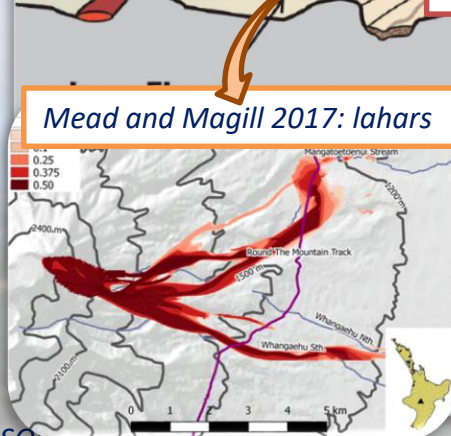 Mead and Magill 2017: lahars
0.25
0.375
0.50
Mangatoetoenui Stream
1200 m
2400 m
Round The Mountain Track
1500 m
Whangaehu Nth.
Whangaehu Sth.
2100 m
0 1 2 3 4 5 km